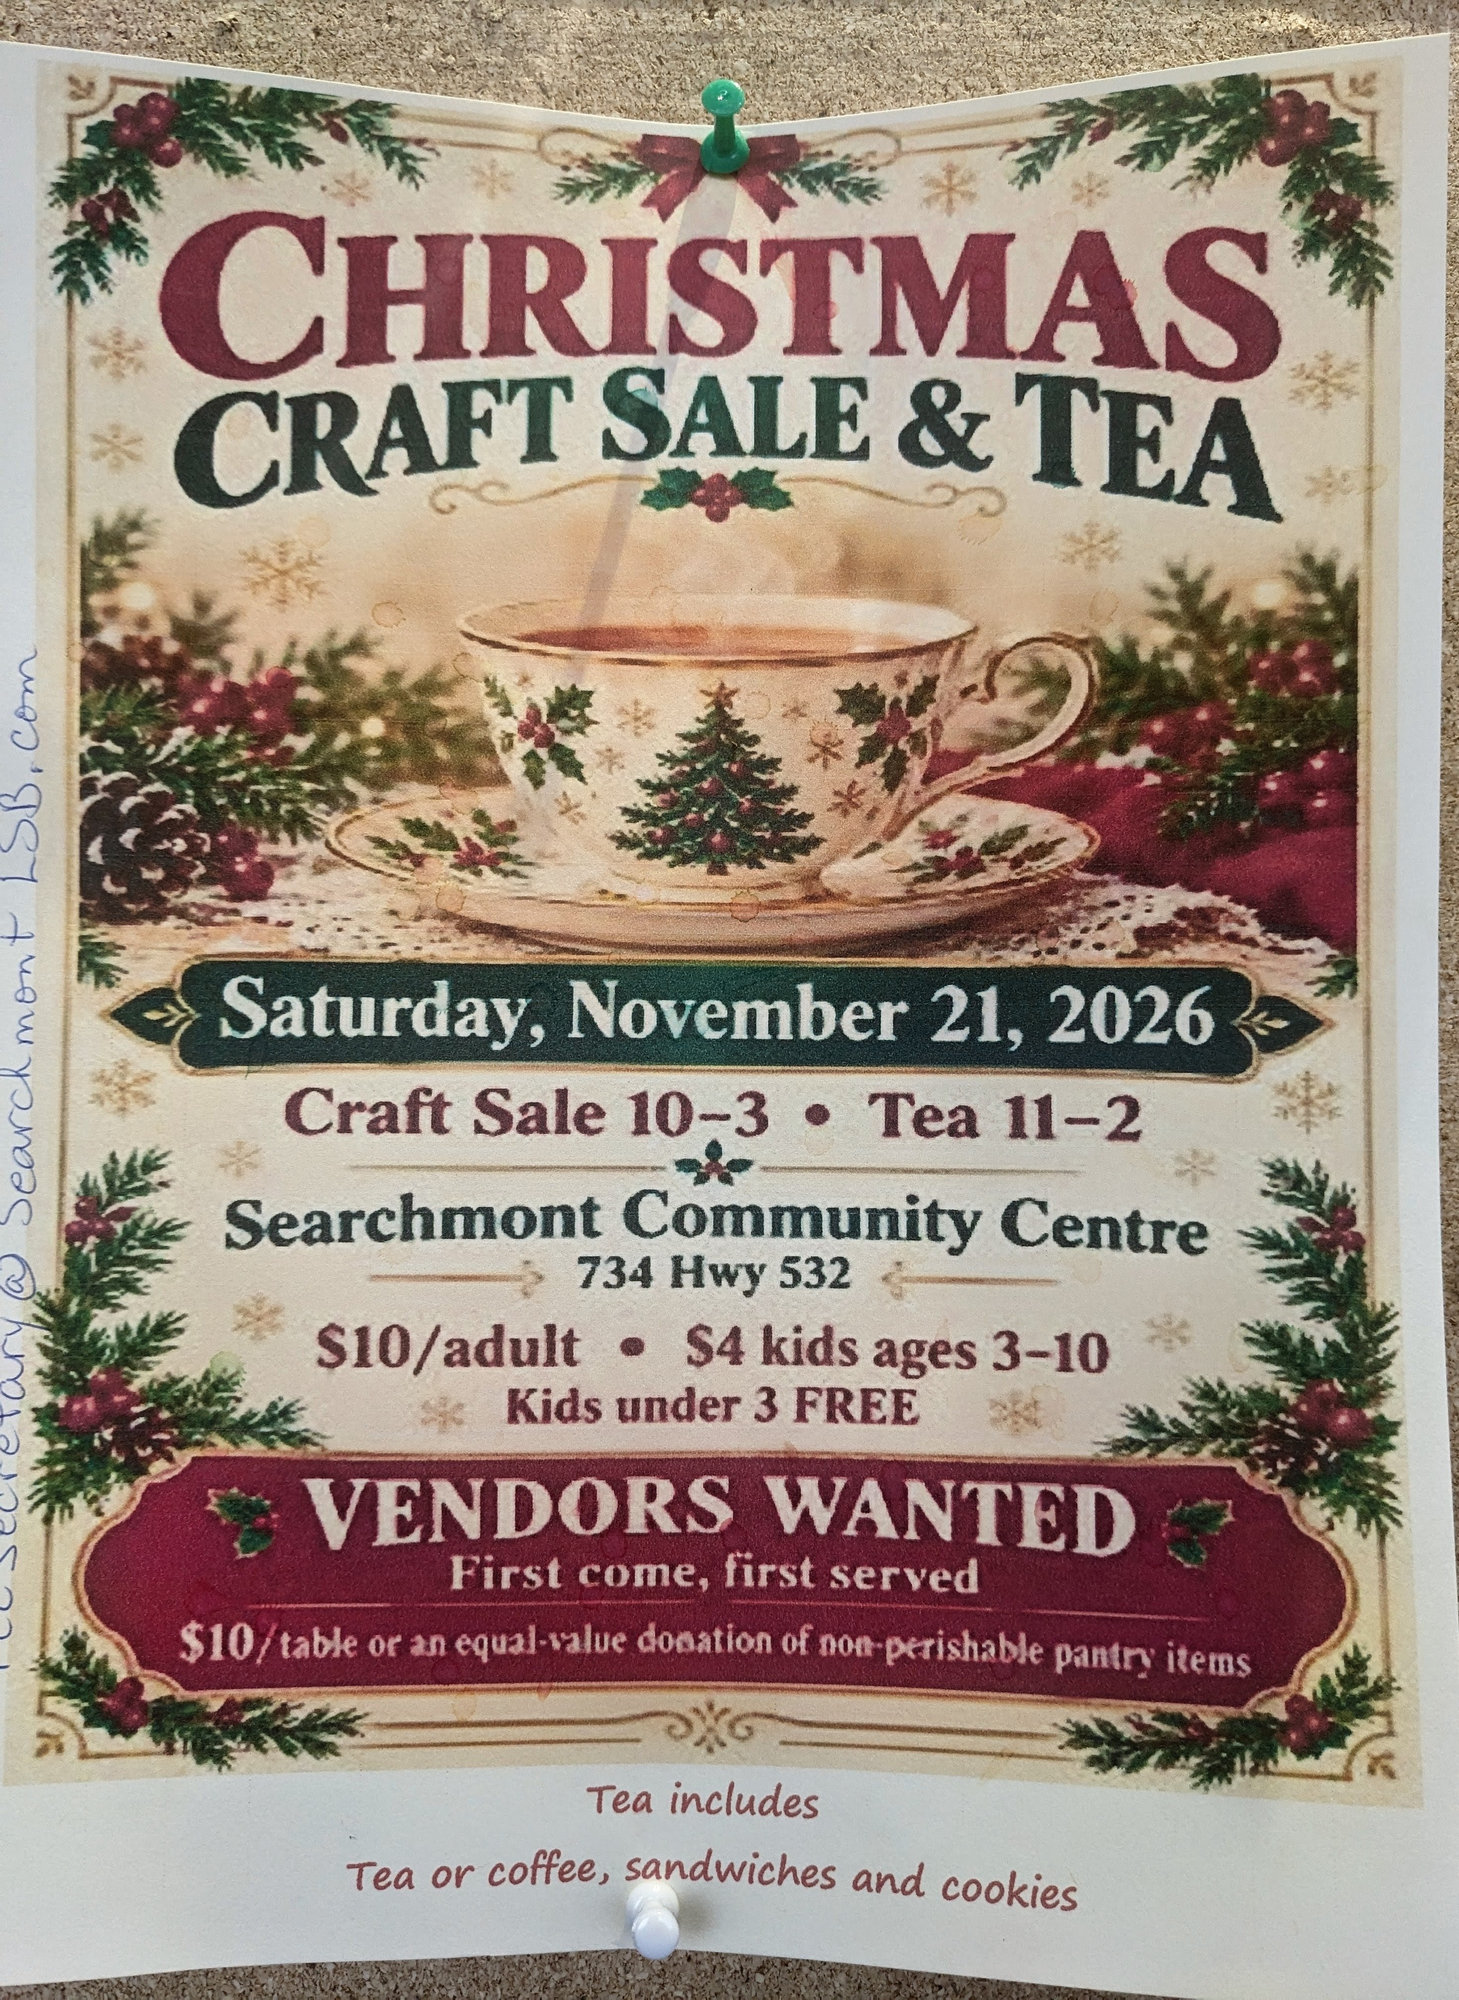 CHRISTMAS
CRAFT SALE & TEA
Saturday, November 21, 2026
Craft Sale 10–3 • Tea 11–2
Searchmont Community Centre
734 Hwy 532
$10/adult • $4 kids ages 3–10
Kids under 3 FREE
VENDORS WANTED
First come, first served
$10/table or an equal-value donation of non-perishable pantry items
Tea includes
Tea or coffee, sandwiches and cookies
secretary @ Searchmont LSB.com